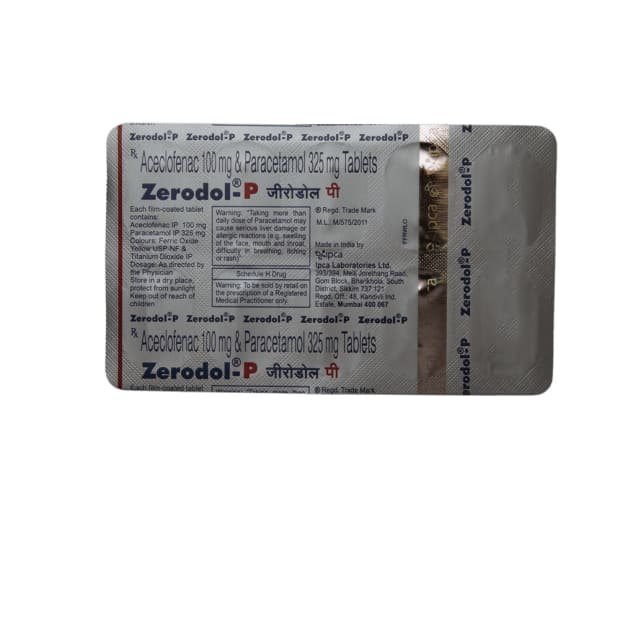 Zerodol®-P Zerodol®-P Zerodol®-P Zerodol®-P Zerodol®-P
Rx Aceclofenac 100 mg & Paracetamol 325 mg Tablets
Zerodol®-P जीरोडोल पी
Each film-coated tablet
contains:
Aceclofenac IP 100 mg
Paracetamol IP 325 mg
Colours: Ferric Oxide
Yellow USP-NF &
Titanium Dioxide IP
Dosage: As directed by
the Physician
Store in a dry place,
protect from sunlight
Keep out of reach of
children
Warning: "Taking more than
daily dose of Paracetamol may
cause serious liver damage or
allergic reactions (e.g. swelling
of the face, mouth and throat,
difficulty in breathing, itching
or rash)"
Schedule H Drug
Warning: To be sold by retail on
the prescription of a Registered
Medical Practitioner only.
® Regd. Trade Mark
M.L.: M/575/2011
Made in India by
ipca
Ipca Laboratories Ltd.
393/394, Melli Jorethang Road,
Gom Block, Bharikhola, South
District, Sikkim 737 121
Regd. Off.: 48, Kandivli Ind.
Estate, Mumbai 400 067
Zerodol®-P Zerodol®-P Zerodol®-P Zerodol®-P Zerodol®-P
Rx Aceclofenac 100 mg & Paracetamol 325 mg Tablets
Zerodol®-P जीरोडोल पी
Each film-coated tablet
Warning: "Taking more than
® Regd. Trade Mark
ipca
Zerodol®-P
Zerodol®-P
Zerodol®-P